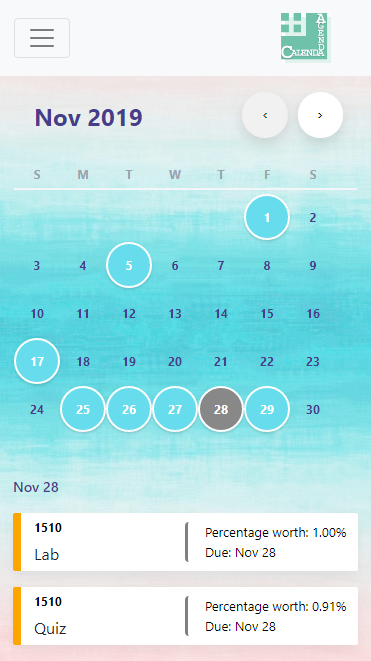 AGENDA
CALENDA
Nov 2019
‹ ›
S M T W T F S
1 2
3 4 5 6 7 8 9
10 11 12 13 14 15 16
17 18 19 20 21 22 23
24 25 26 27 28 29 30
Nov 28
1510
Lab
Percentage worth: 1.00%
Due: Nov 28
1510
Quiz
Percentage worth: 0.91%
Due: Nov 28